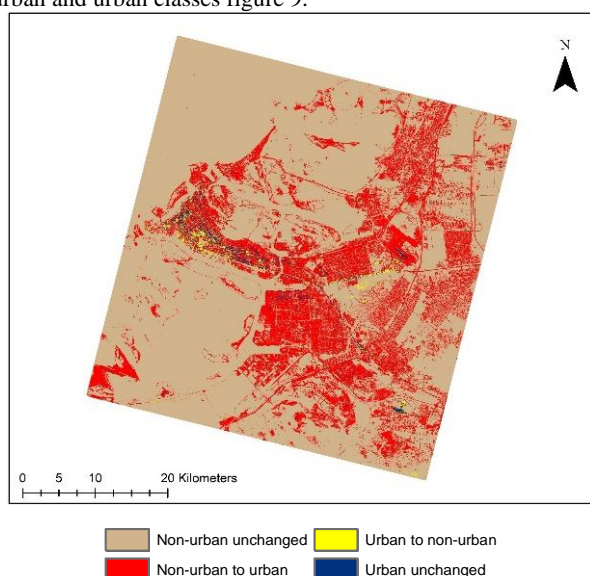 urban and urban classes figure 9.
N
0 5 10 20 Kilometers
Non-urban unchanged Urban to non-urban
Non-urban to urban Urban unchanged